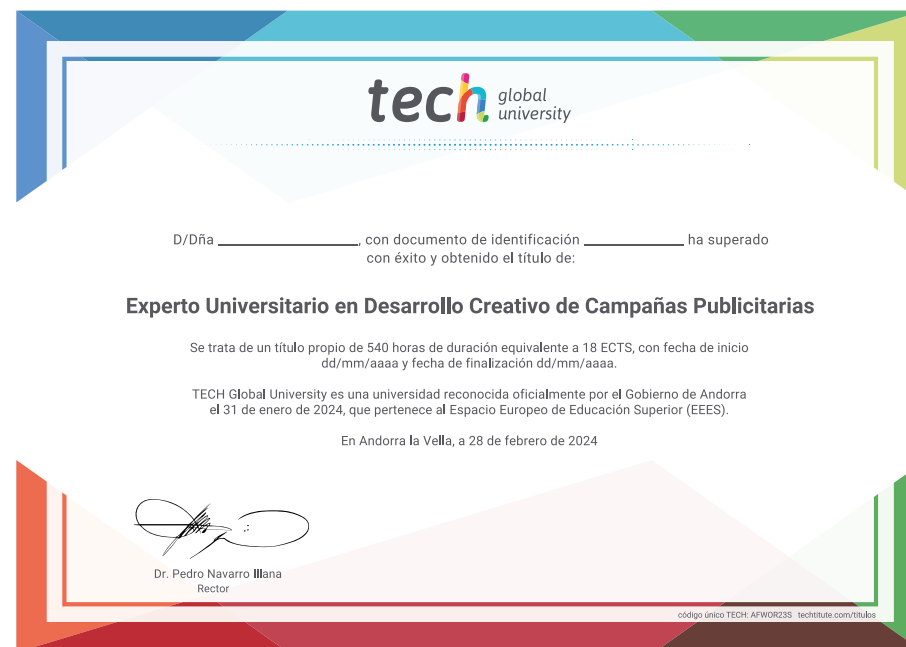 tech global university
D/Dña ____________________, con documento de identificación ______________ ha superado
con éxito y obtenido el título de:
Experto Universitario en Desarrollo Creativo de Campañas Publicitarias
Se trata de un título propio de 540 horas de duración equivalente a 18 ECTS, con fecha de inicio
dd/mm/aaaa y fecha de finalización dd/mm/aaaa.
TECH Global University es una universidad reconocida oficialmente por el Gobierno de Andorra
el 31 de enero de 2024, que pertenece al Espacio Europeo de Educación Superior (EEES).
En Andorra la Vella, a 28 de febrero de 2024
Dr. Pedro Navarro Illana
Rector
código único TECH: AFWOR23S techtitute.com/titulos